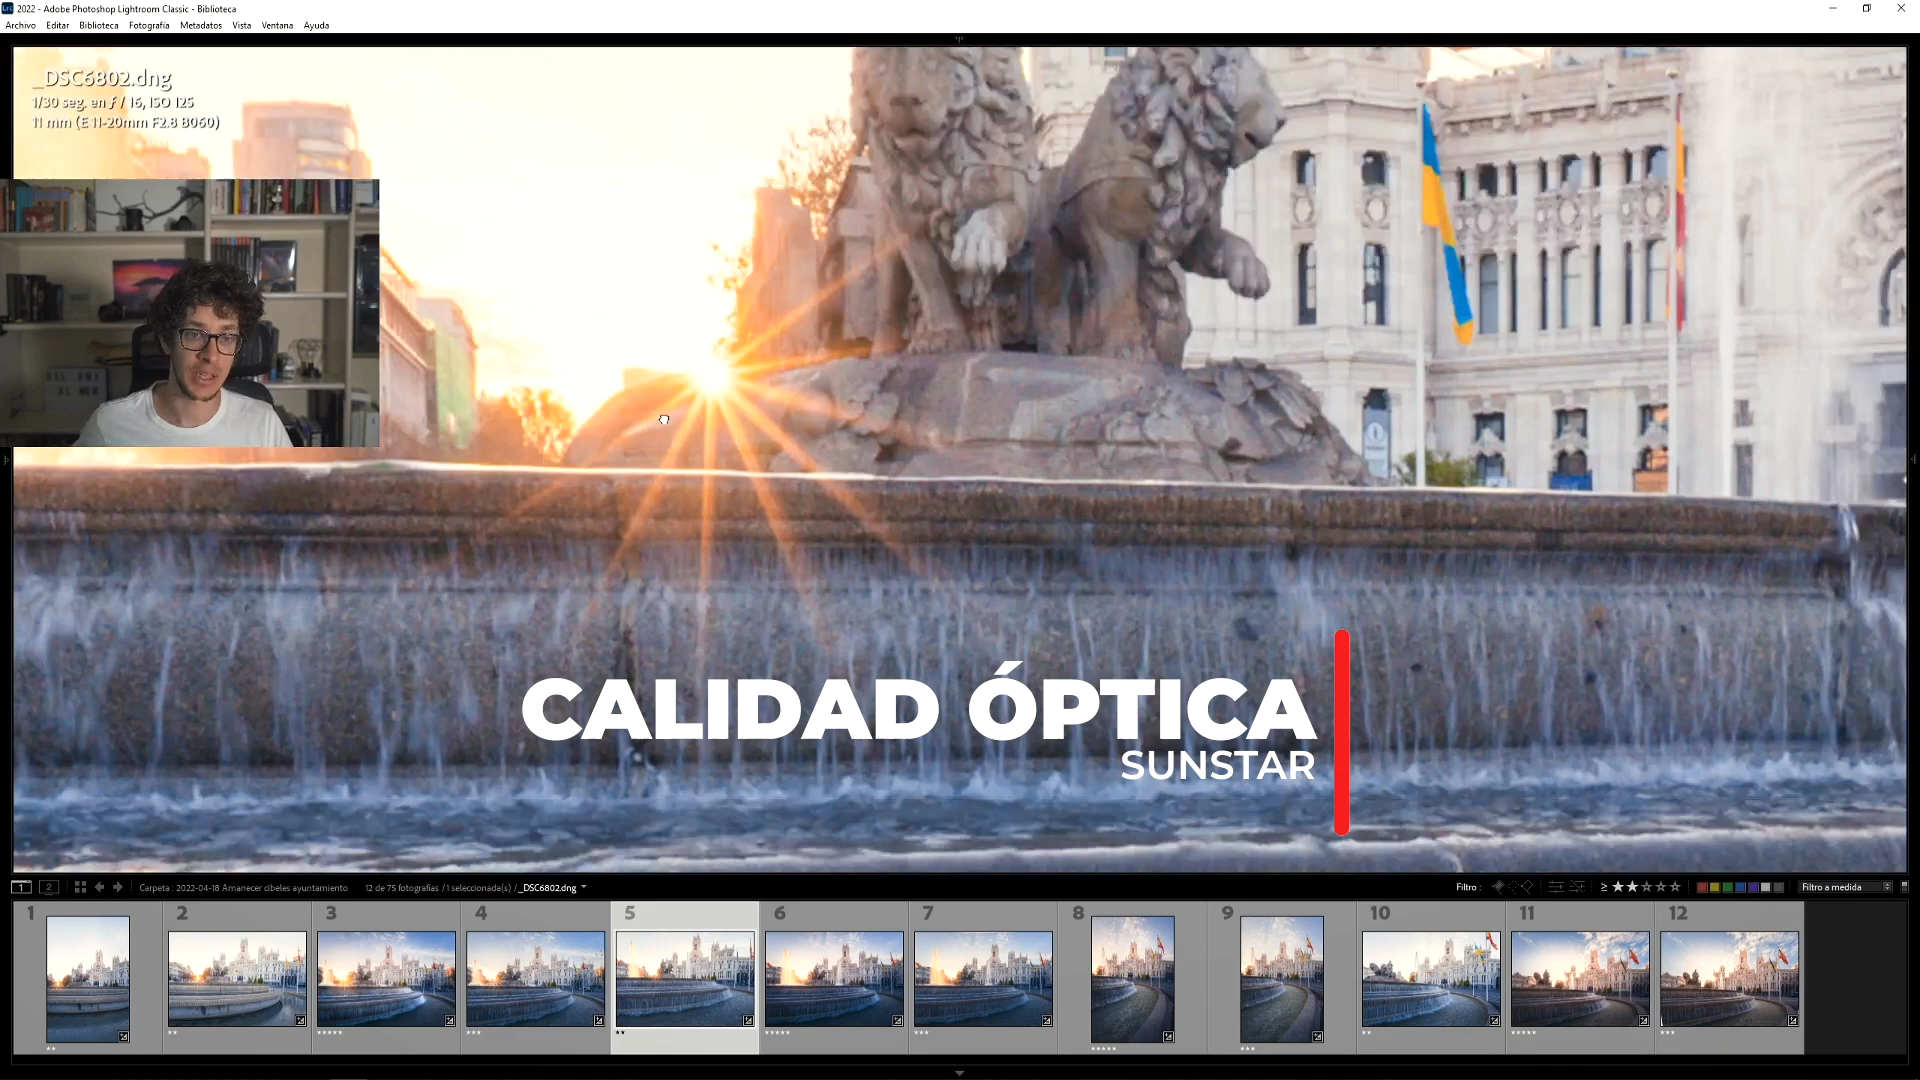 2022 - Adobe Photoshop Lightroom Classic - Biblioteca
Archivo Editar Biblioteca Fotografía Metadatos Vista Ventana Ayuda
_DSC6802.dng
1/30 seg. en ƒ / 16, ISO 125
11 mm (E 11-20mm F2.8 B060)
CALIDAD ÓPTICA
SUNSTAR
1 2 Carpeta : 2022-04-18 Amanecer cibeles ayuntamiento 12 de 75 fotografías /1 seleccionada(s) /_DSC6802.dng Filtro : ≥ ★★☆☆☆ Filtro a medida
1 2 3 4 5 6 7 8 9 10 11 12